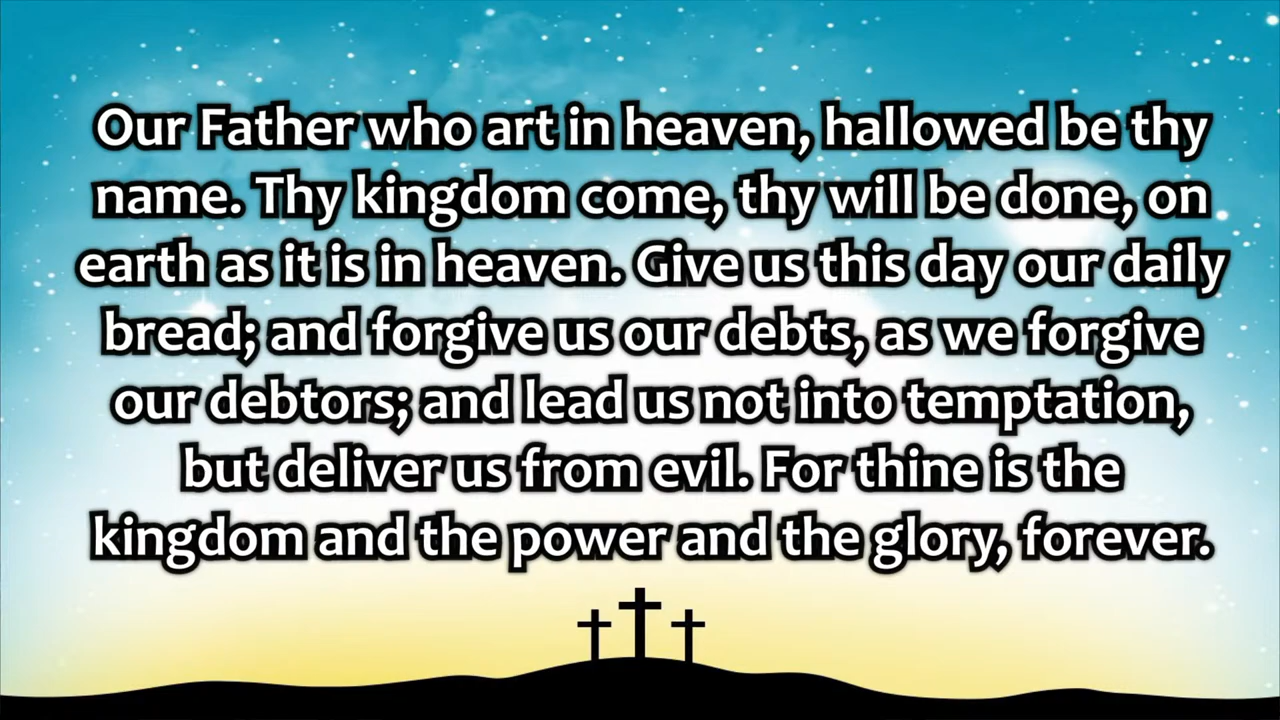 Our Father who art in heaven, hallowed be thy
name. Thy kingdom come, thy will be done, on
earth as it is in heaven. Give us this day our daily
bread; and forgive us our debts, as we forgive
our debtors; and lead us not into temptation,
but deliver us from evil. For thine is the
kingdom and the power and the glory, forever.